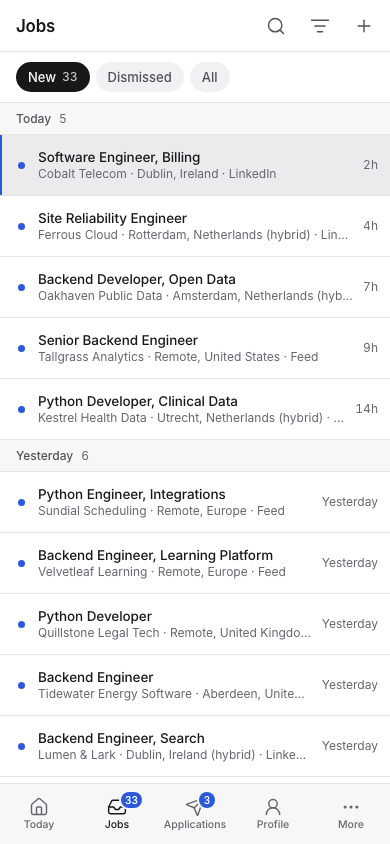 Jobs
New 33
Dismissed
All
Today 5
Software Engineer, Billing
2h
Cobalt Telecom · Dublin, Ireland · LinkedIn
Site Reliability Engineer
4h
Ferrous Cloud · Rotterdam, Netherlands (hybrid) · Lin...
Backend Developer, Open Data
7h
Oakhaven Public Data · Amsterdam, Netherlands (hyb...
Senior Backend Engineer
9h
Tallgrass Analytics · Remote, United States · Feed
Python Developer, Clinical Data
14h
Kestrel Health Data · Utrecht, Netherlands (hybrid) · ...
Yesterday 6
Python Engineer, Integrations
Yesterday
Sundial Scheduling · Remote, Europe · Feed
Backend Engineer, Learning Platform
Yesterday
Velvetleaf Learning · Remote, Europe · Feed
Python Developer
Yesterday
Quillstone Legal Tech · Remote, United Kingdo...
Backend Engineer
Yesterday
Tidewater Energy Software · Aberdeen, Unite...
Backend Engineer, Search
Yesterday
Lumen & Lark · Dublin, Ireland (hybrid) · Linke...
33
3
Today
Jobs
Applications
Profile
More